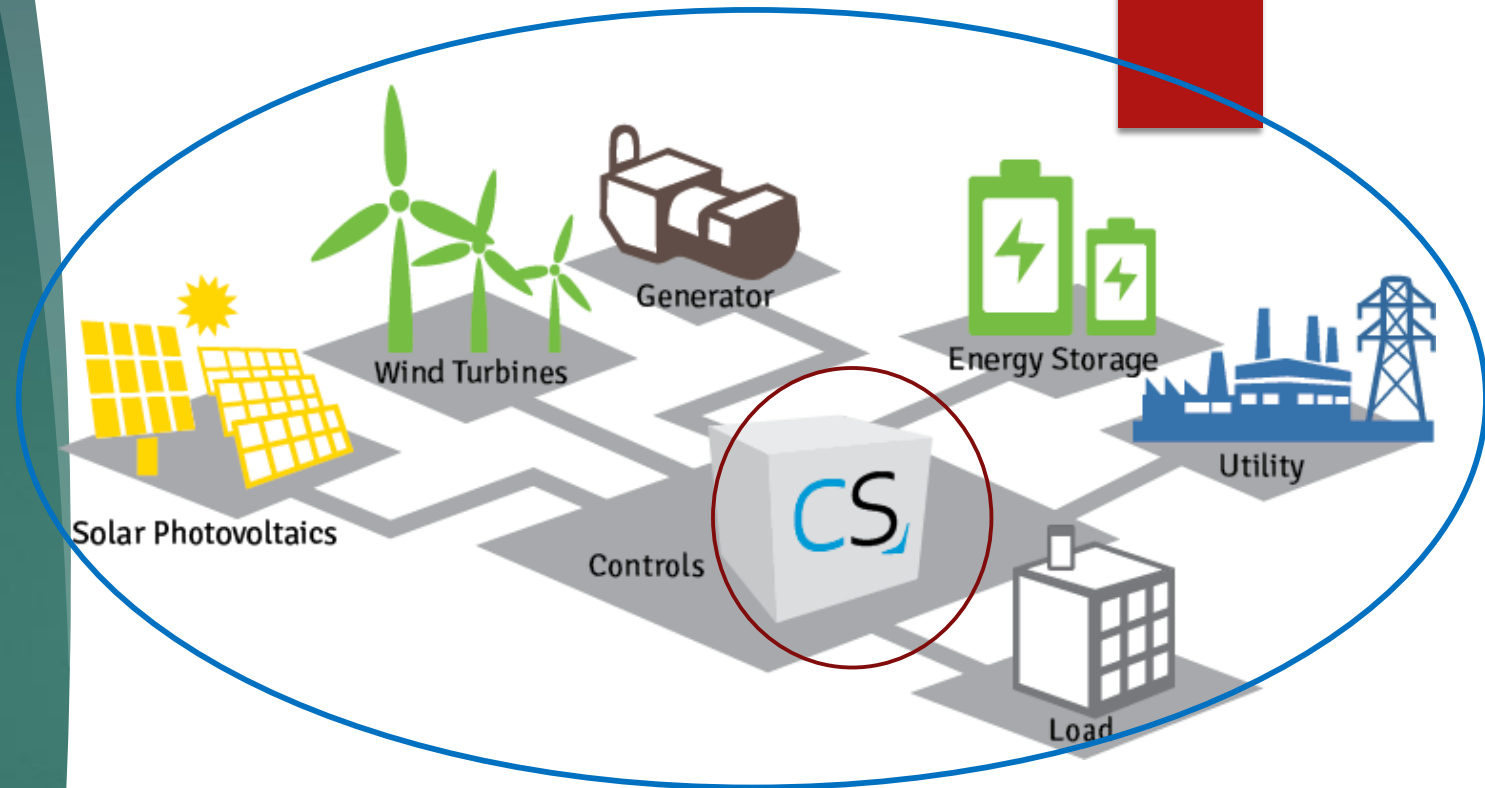 Generator
Energy Storage
Wind Turbines
Utility
Solar Photovoltaics
CS
Controls
Load